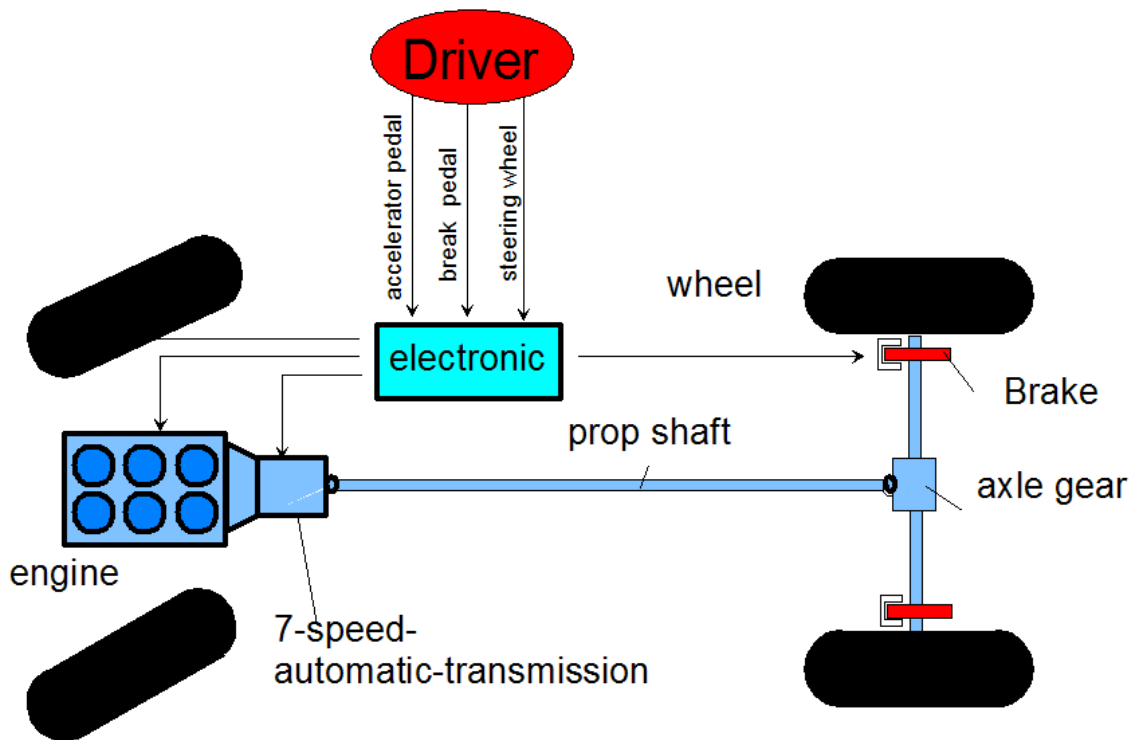 Driver
accelerator pedal
break pedal
steering wheel
wheel
electronic
Brake
prop shaft
axle gear
engine
7-speed-
automatic-transmission